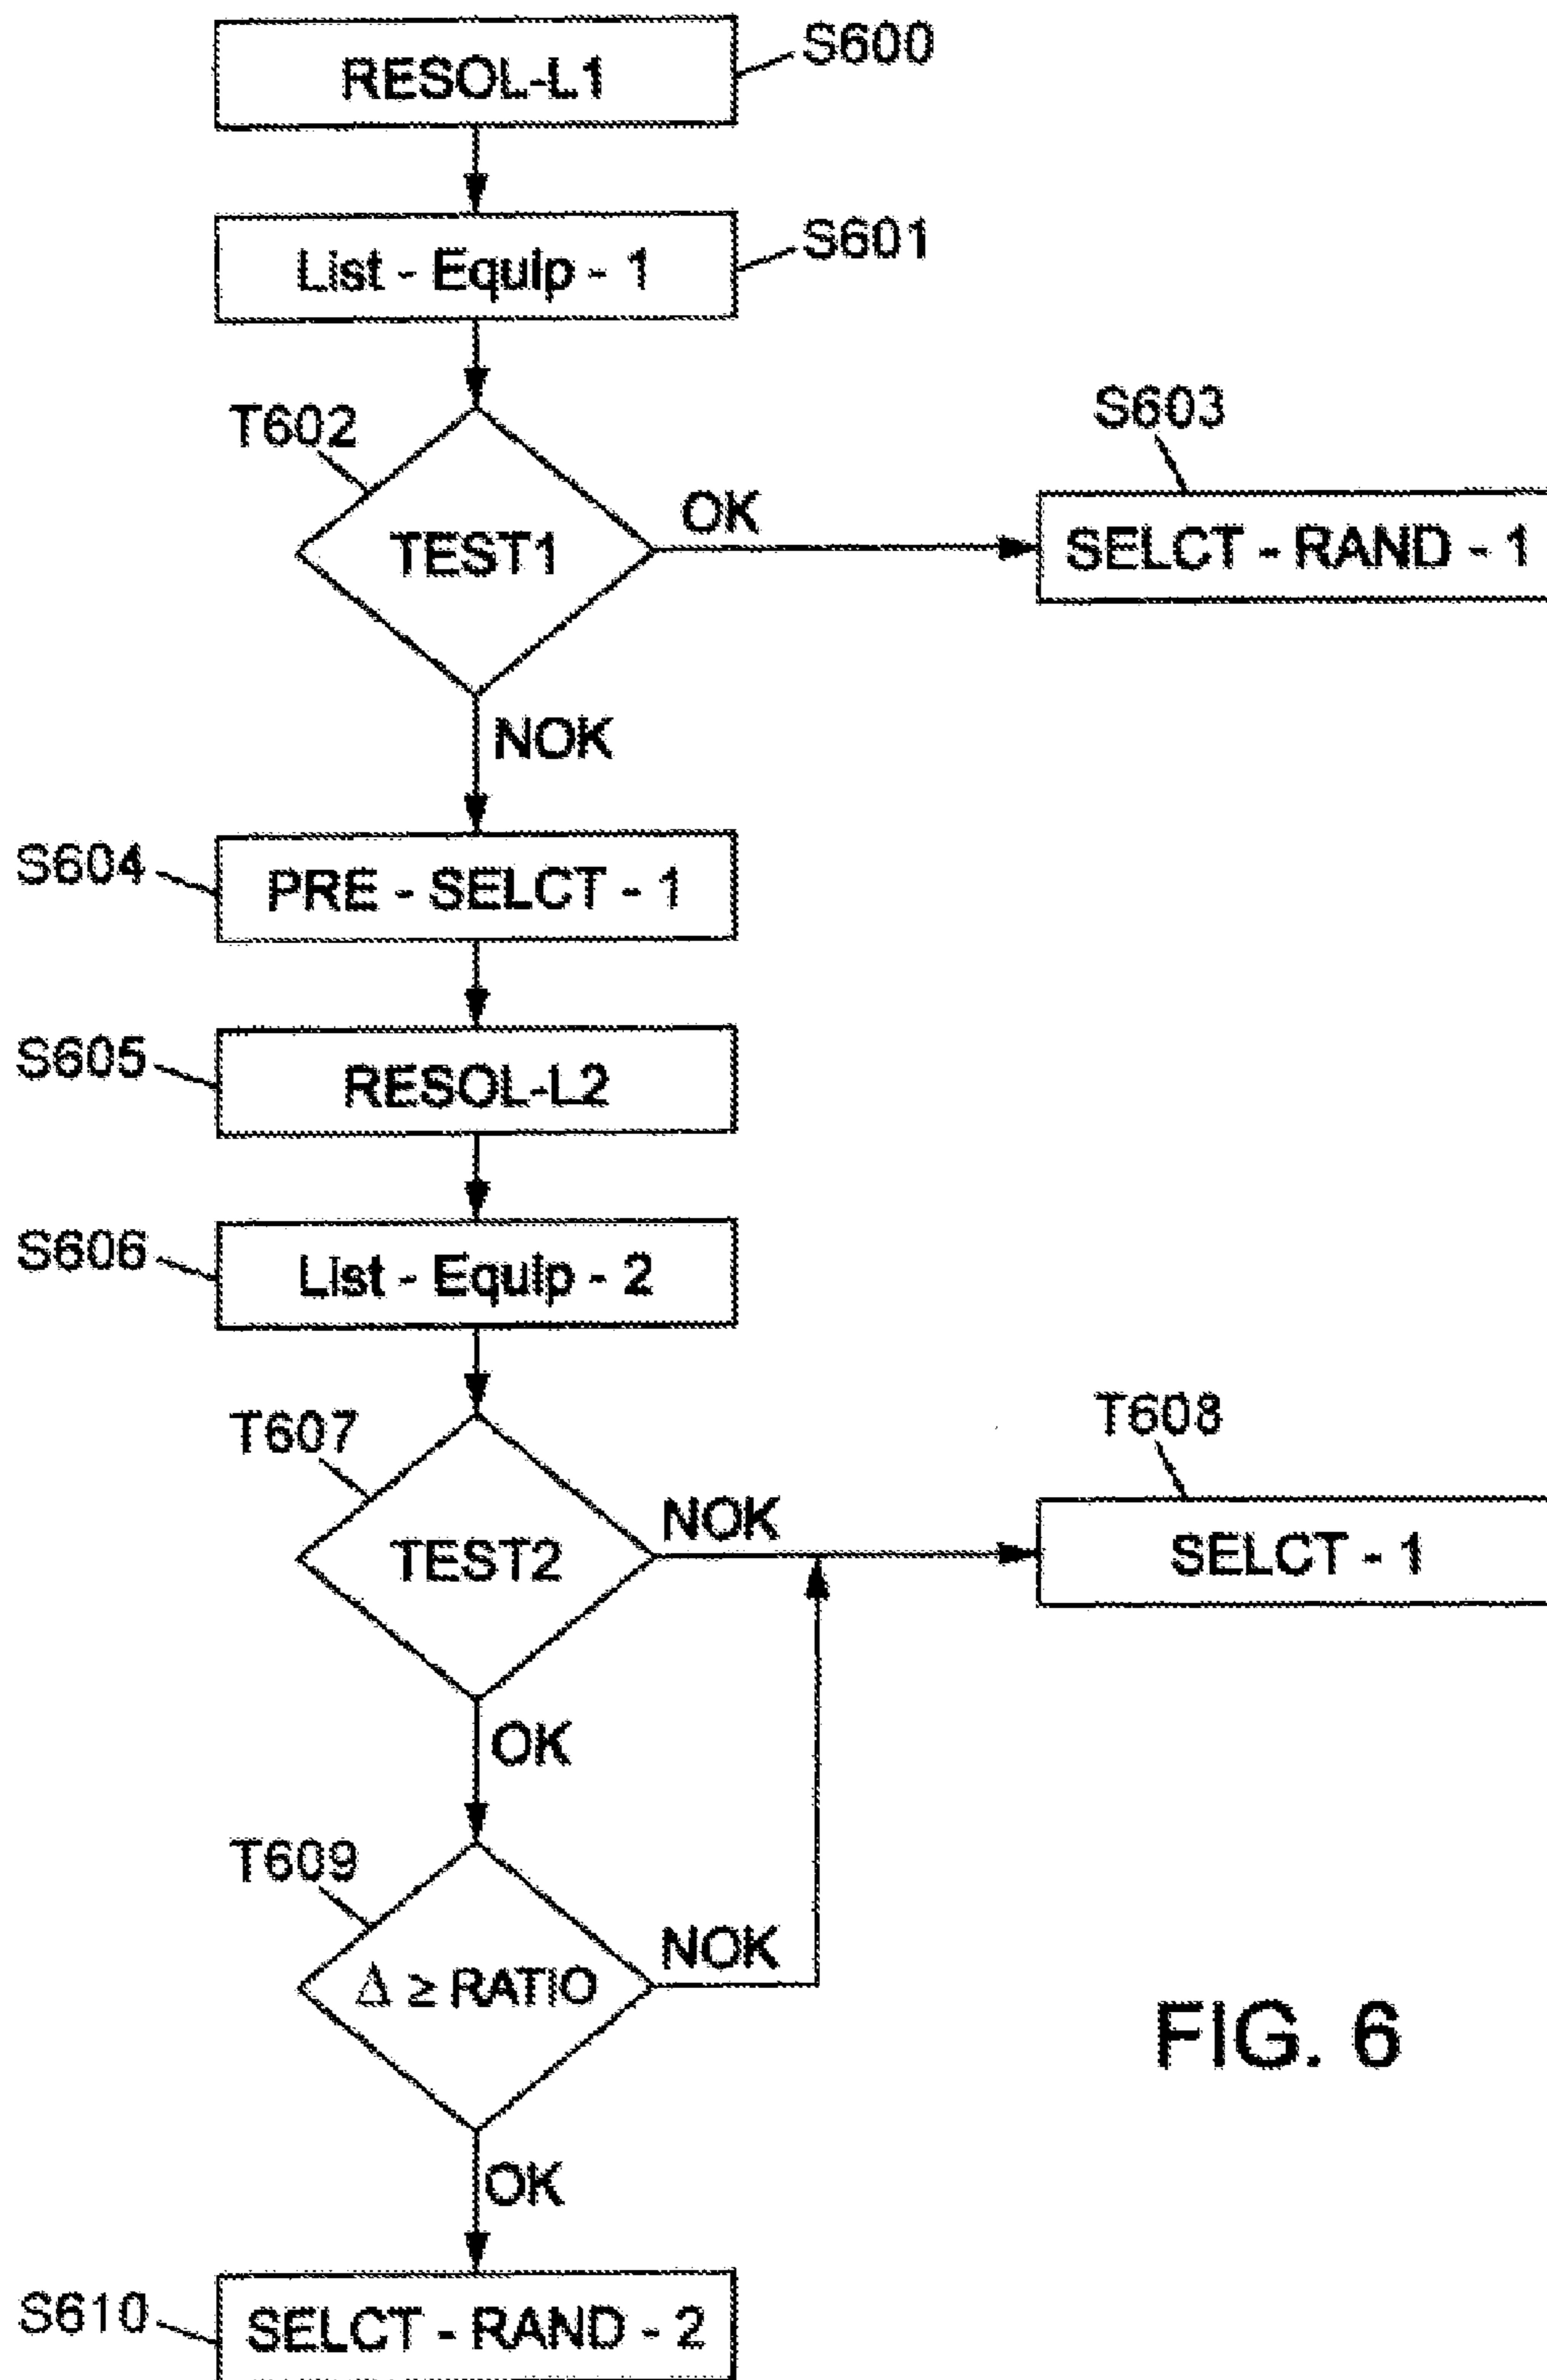 RESOL-L1
S600
List - Equip - 1
S601
T602
TEST1
OK
S603
SELCT - RAND - 1
NOK
S604
PRE - SELCT - 1
S605
RESOL-L2
S606
List - Equip - 2
T607
TEST2
NOK
T608
SELCT - 1
OK
T609
Δ ≥ RATIO
NOK
FIG. 6
OK
S610
SELCT - RAND - 2